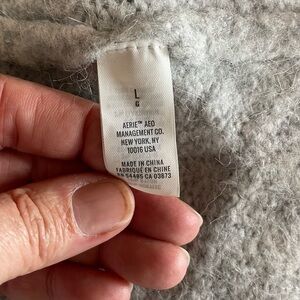 L
G
AERIE™ AEO
MANAGEMENT CO.
NEW YORK, NY
10016 USA
MADE IN CHINA
FABRIQUÉ EN CHINE
RN 54485 CA 03873